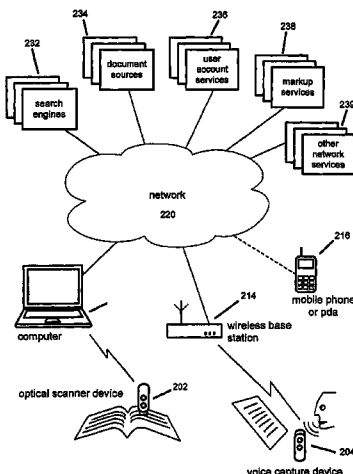 236
234
238
232
document
sources
user
account
services
markup
services
search
engines
239
other
network
services
network
220
216
214
mobile phone
or pda
computer
wireless base
station
optical scanner device
202
204
voice capture device